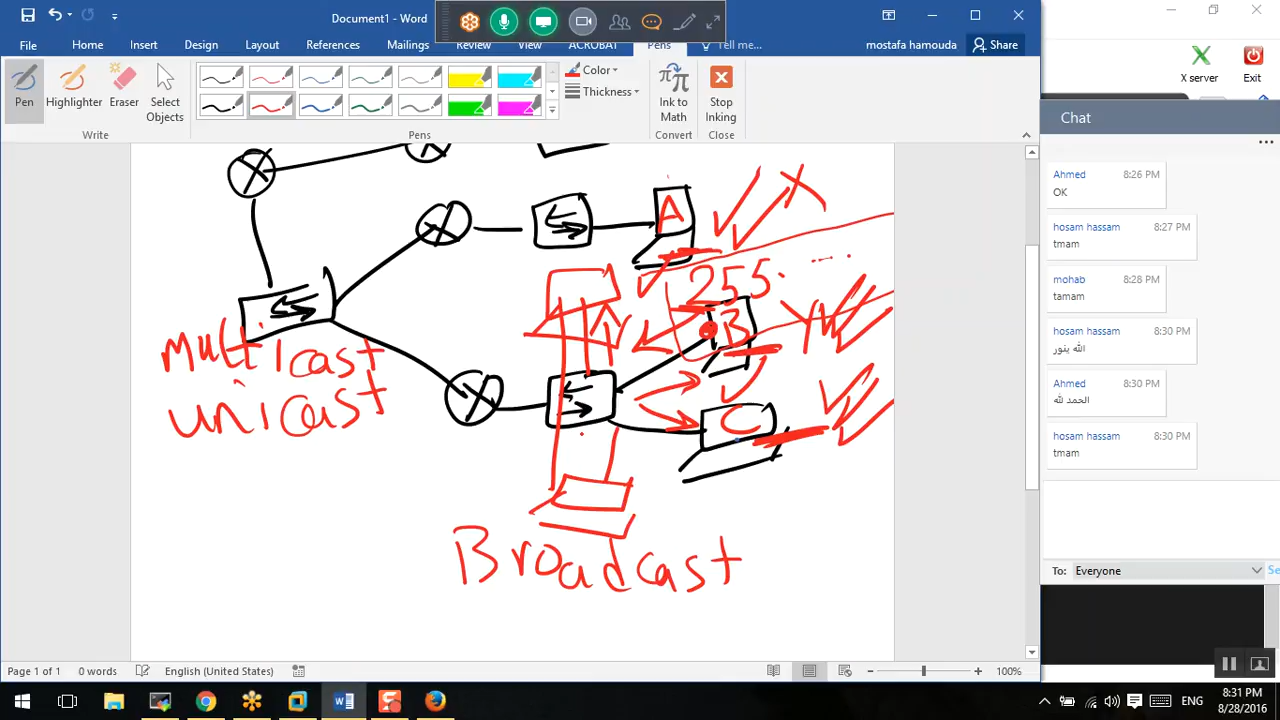 Document1 - Word
File
Home
Insert
Design
Layout
References
Mailings
Review
View
ACROBAT
Pens
Tell me...
mostafa hamouda
Share
Pen
Highlighter
Eraser
Select Objects
Color
Thickness
Ink to Math
Stop Inking
Write
Pens
Convert
Close
X server
Exit
Chat
Ahmed 8:26 PM
OK
hosam hassam 8:27 PM
tmam
mohab 8:28 PM
tamam
hosam hassam 8:30 PM
الله ينور
Ahmed 8:30 PM
الحمد لله
hosam hassam 8:30 PM
tmam
To: Everyone
Se
A
X
255.
B
C
multicast
unicast
Broadcast
Page 1 of 1
0 words
English (United States)
100%
ENG
8:31 PM
8/28/2016